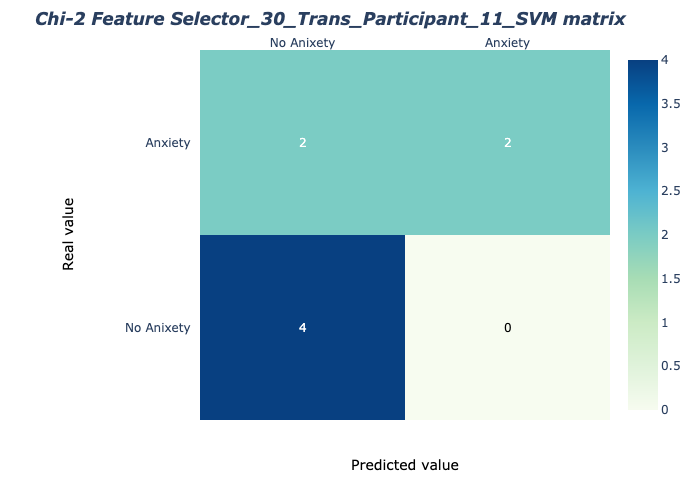 Chi-2 Feature Selector_30_Trans_Participant_11_SVM matrix
No Anixety Anxiety
4
3.5
3
2.5
2
1.5
1
0.5
0
Anxiety 2 2
Real value
No Anixety 4 0
Predicted value